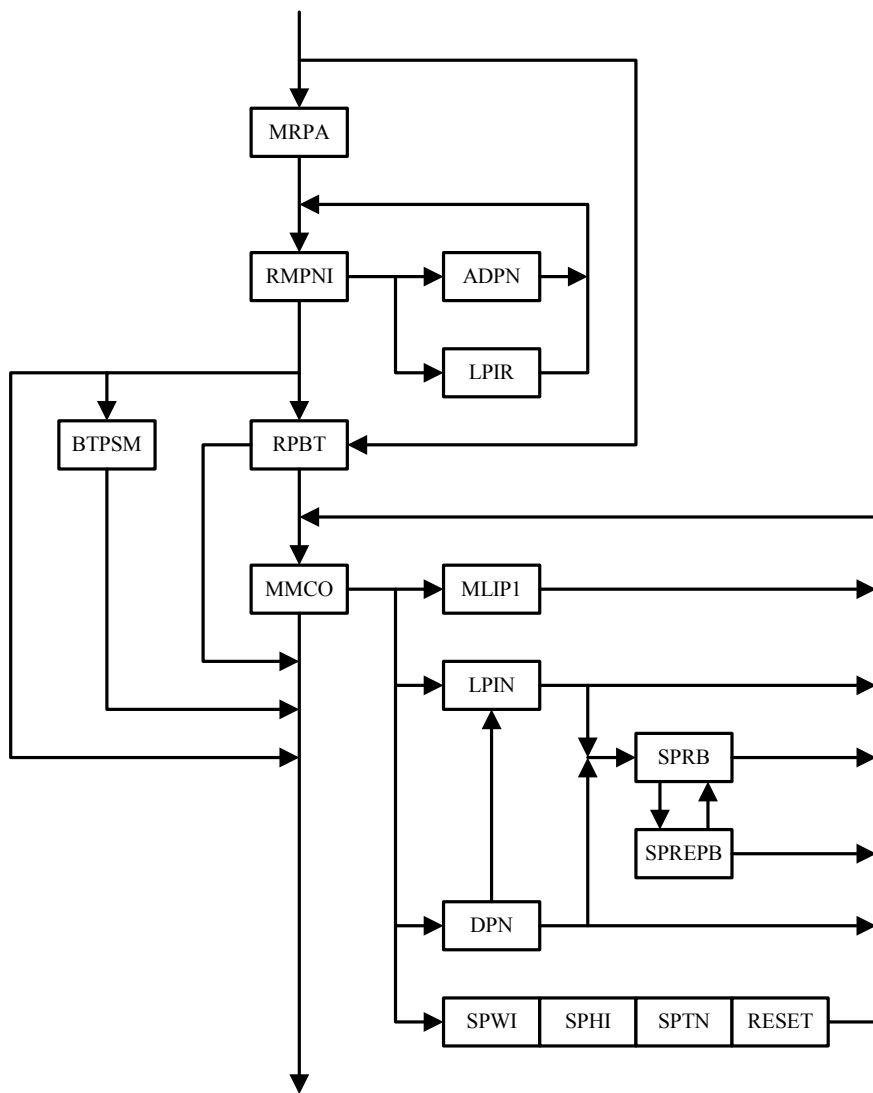 MRPA
RMPNI
ADPN
LPIR
BTPSM
RPBT
MMCO
MLIP1
LPIN
SPRB
SPREPB
DPN
SPWI
SPHI
SPTN
RESET